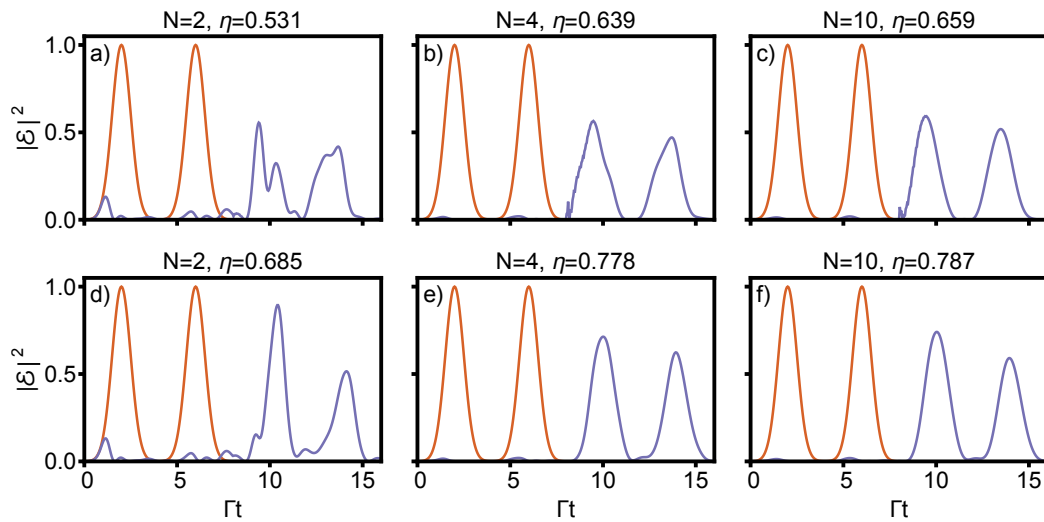 N=2, η=0.531
N=4, η=0.639
N=10, η=0.659
a)
b)
c)
1.0
0.5
0.0
|ℰ|²
N=2, η=0.685
N=4, η=0.778
N=10, η=0.787
d)
e)
f)
1.0
0.5
0.0
|ℰ|²
0 5 10 15
0 5 10 15
0 5 10 15
Γt
Γt
Γt